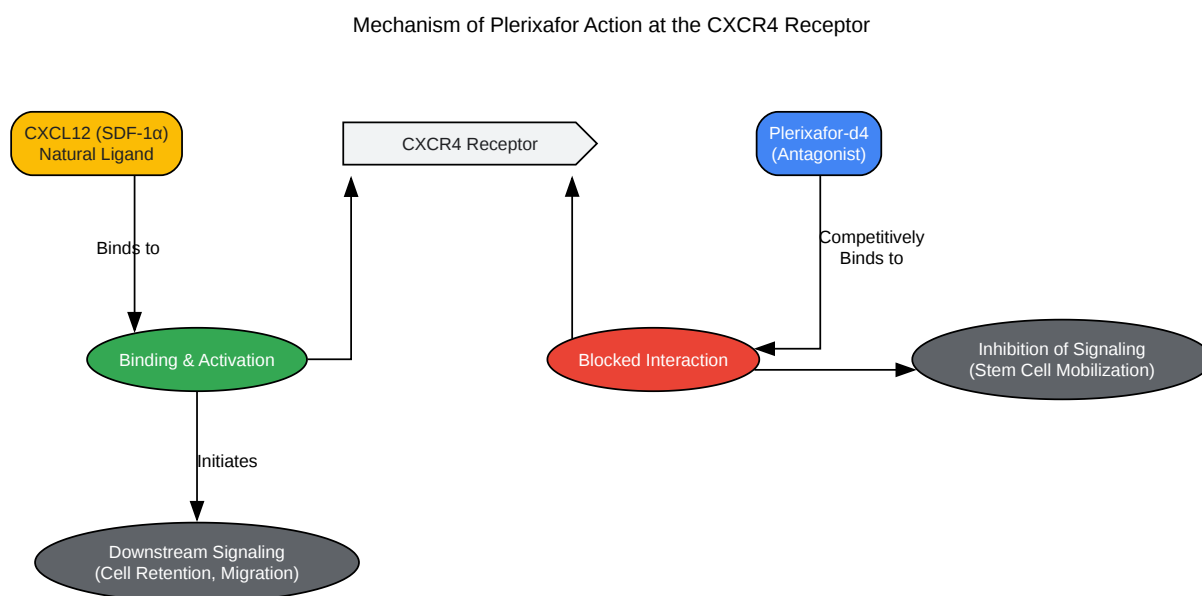 Mechanism of Plerixafor Action at the CXCR4 Receptor
CXCL12 (SDF-1α)
Natural Ligand
CXCR4 Receptor
Plerixafor-d4
(Antagonist)
Binds to
Competitively
Binds to
Binding & Activation
Blocked Interaction
Inhibition of Signaling
(Stem Cell Mobilization)
Initiates
Downstream Signaling
(Cell Retention, Migration)